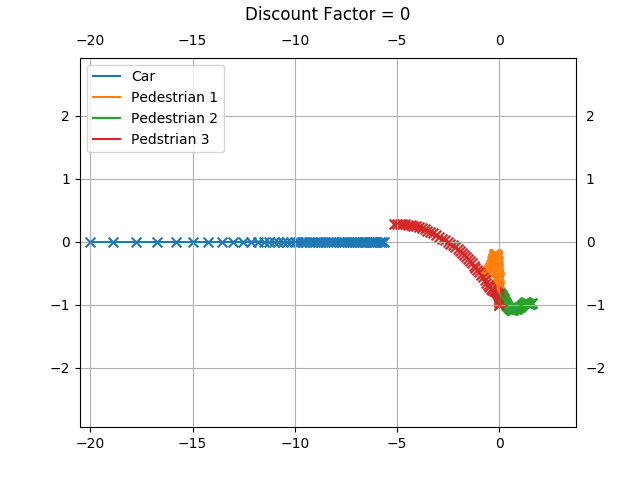 Discount Factor = 0
−20 −15 −10 −5 0
Car
Pedestrian 1
Pedestrian 2
Pedstrian 3
2 2
1 1
0 0
−1 −1
−2 −2
−20 −15 −10 −5 0